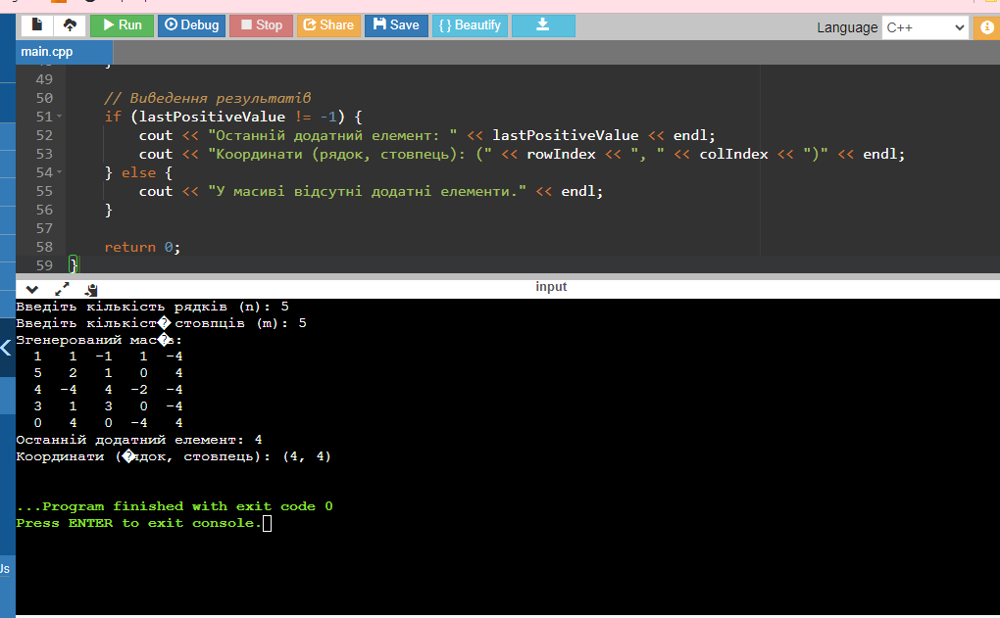 Run Debug Stop Share Save { } Beautify Language C++
main.cpp
49
50 // Виведення результатів
51 if (lastPositiveValue != -1) {
52 cout << "Останній додатний елемент: " << lastPositiveValue << endl;
53 cout << "Координати (рядок, стовпець): (" << rowIndex << ", " << colIndex << ")" << endl;
54 } else {
55 cout << "У масиві відсутні додатні елементи." << endl;
56 }
57
58 return 0;
59 }
input
Введіть кількість рядків (n): 5
Введіть кількіст� стовпців (m): 5
Згенерований мас�в:
1 1 -1 1 -4
5 2 1 0 4
4 -4 4 -2 -4
3 1 3 0 -4
0 4 0 -4 4
Останній додатний елемент: 4
Координати (�ядок, стовпець): (4, 4)
...Program finished with exit code 0
Press ENTER to exit console.